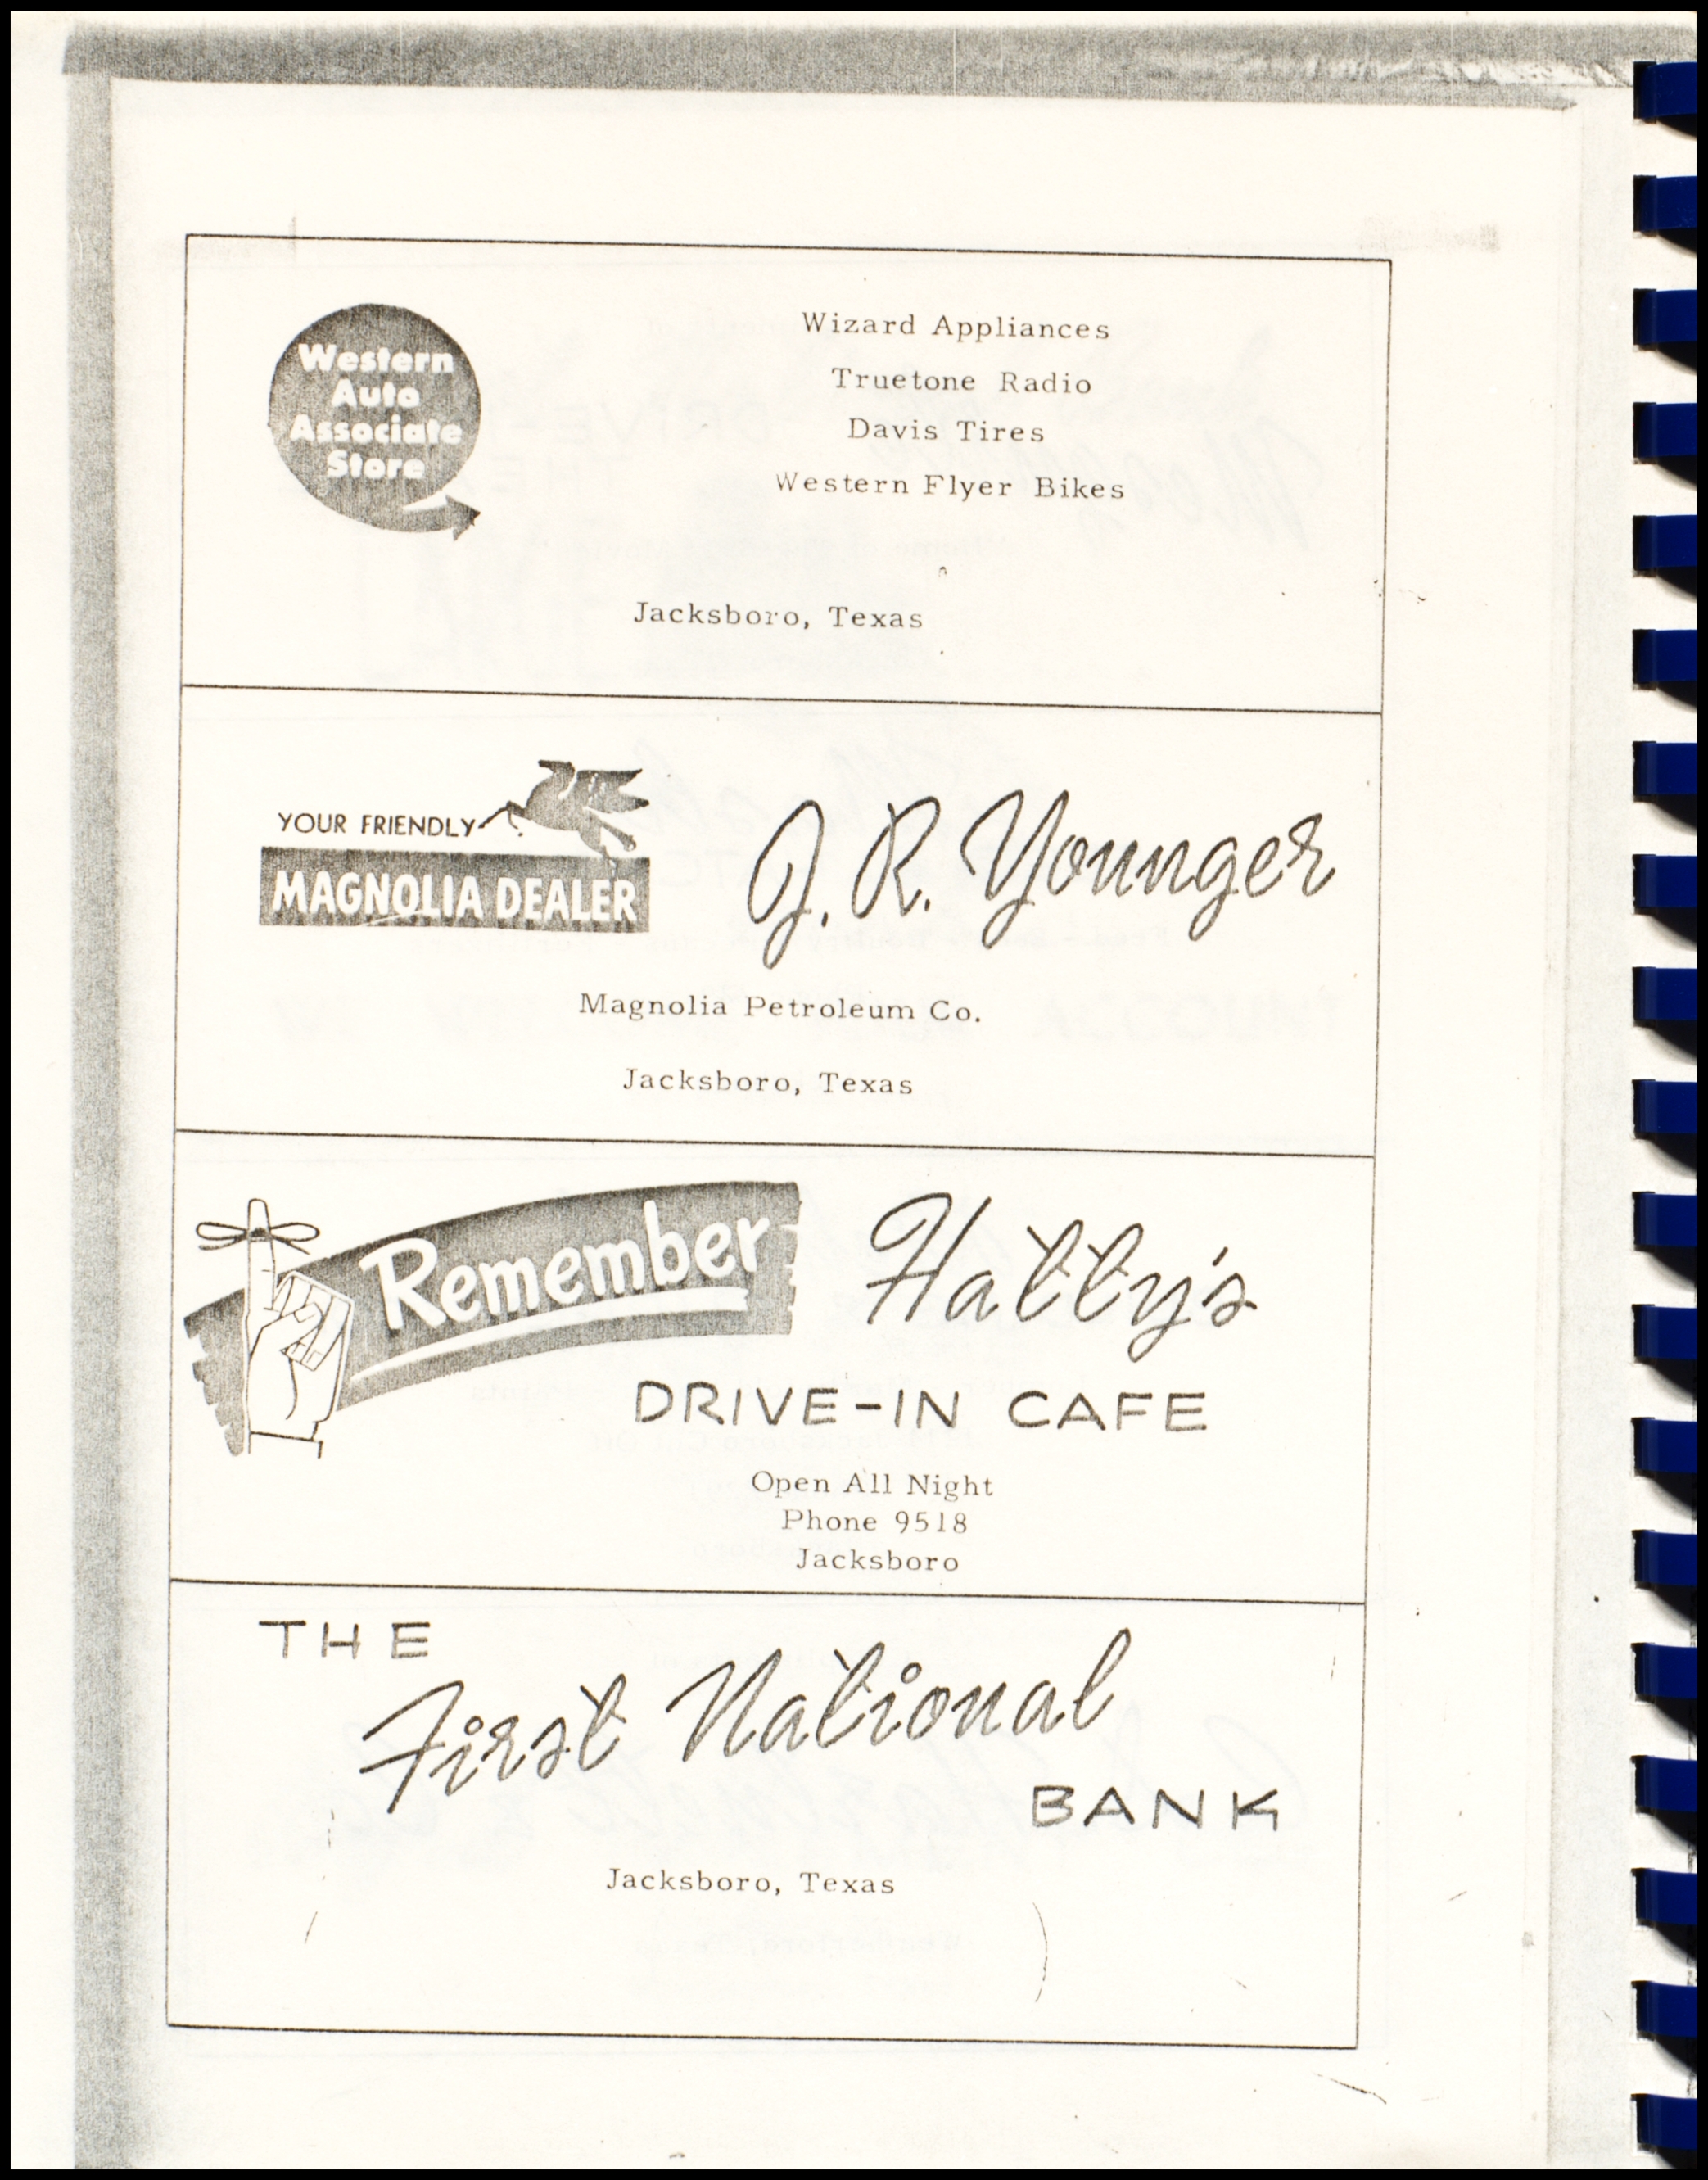 Western
Auto
Associate
Store
Wizard Appliances
Truetone Radio
Davis Tires
Western Flyer Bikes
Jacksboro, Texas
YOUR FRIENDLY
MAGNOLIA DEALER
J. R. Younger
Magnolia Petroleum Co.
Jacksboro, Texas
Remember
Hally's
DRIVE-IN CAFE
Open All Night
Phone 9518
Jacksboro
THE
First National
BANK
Jacksboro, Texas